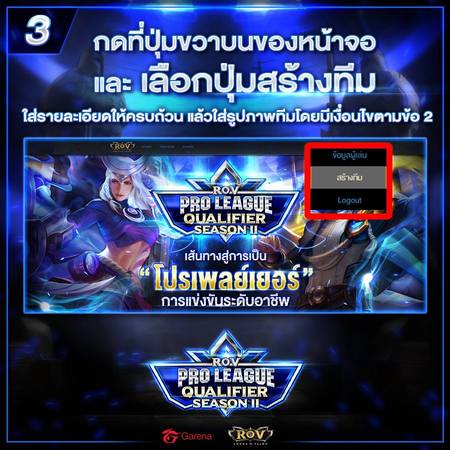 3
กดที่ปุ่มขวาบนของหน้าจอ
และ เลือกปุ่มสร้างทีม
ใส่รายละเอียดให้ครบถ้วน แล้วใส่รูปภาพทีมโดยมีเงื่อนไขตามข้อ 2
ROV
ข้อมูลผู้เล่น
สร้างทีม
Logout
RoV
PRO LEAGUE
QUALIFIER
SEASON II
เส้นทางสู่การเป็น
“โปรเพลย์เยอร์”
การแข่งขันระดับอาชีพ
RoV
PRO LEAGUE
QUALIFIER
SEASON II
Garena
ROV